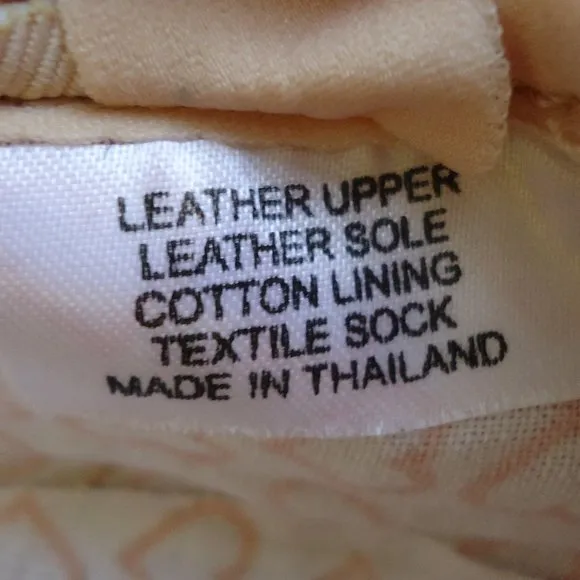 LEATHER UPPER
LEATHER SOLE
COTTON LINING
TEXTILE SOCK
MADE IN THAILAND